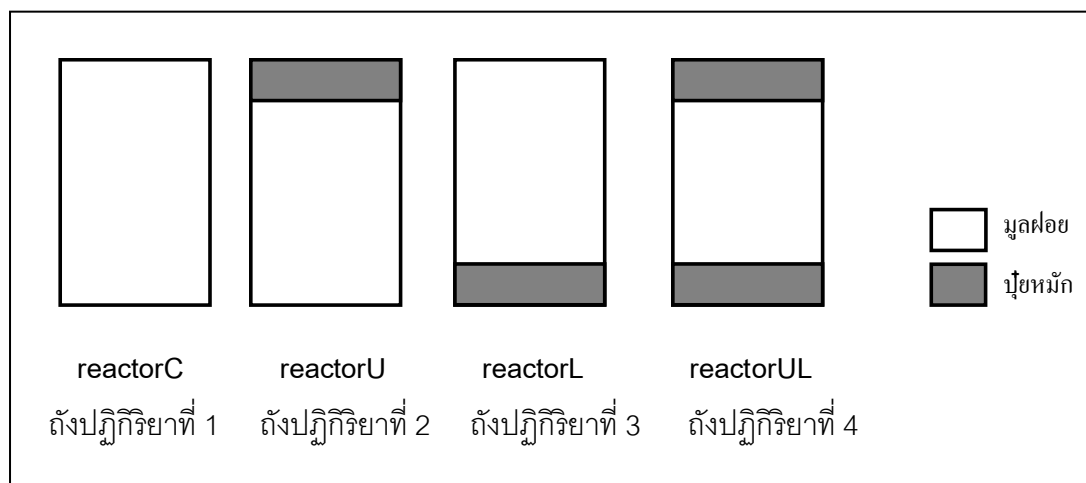 มูลฝอย
ปุ๋ยหมัก
reactorC reactorU reactorL reactorUL
ถังปฏิกิริยาที่ 1 ถังปฏิกิริยาที่ 2 ถังปฏิกิริยาที่ 3 ถังปฏิกิริยาที่ 4